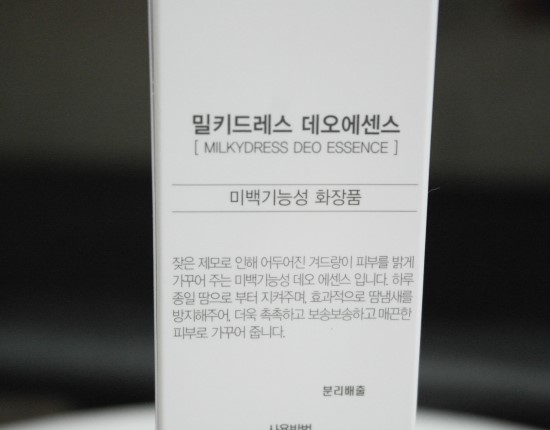 밀키드레스 데오에센스
[ MILKYDRESS DEO ESSENCE ]
미백기능성 화장품
잦은 제모로 인해 어두어진 겨드랑이 피부를 밝게
가꾸어 주는 미백기능성 데오 에센스 입니다. 하루
종일 땀으로 부터 지켜주며, 효과적으로 땀냄새를
방지해주어, 더욱 촉촉하고 보송보송하고 매끈한
피부로 가꾸어 줍니다.
분리배출
사용방법